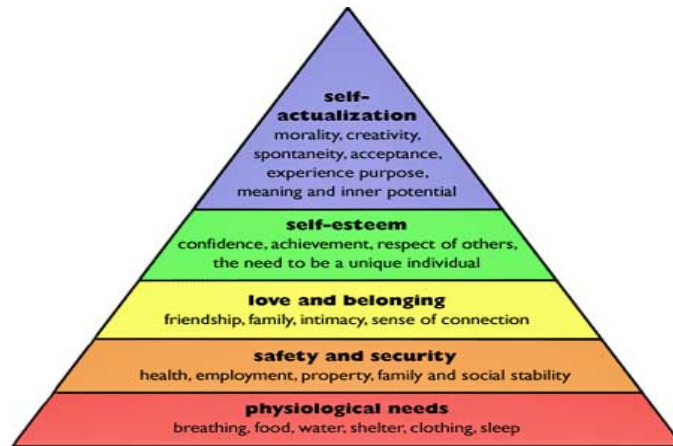 self-
actualization
morality, creativity,
spontaneity, acceptance,
experience purpose,
meaning and inner potential
self-esteem
confidence, achievement, respect of others,
the need to be a unique individual
love and belonging
friendship, family, intimacy, sense of connection
safety and security
health, employment, property, family and social stability
physiological needs
breathing, food, water, shelter, clothing, sleep